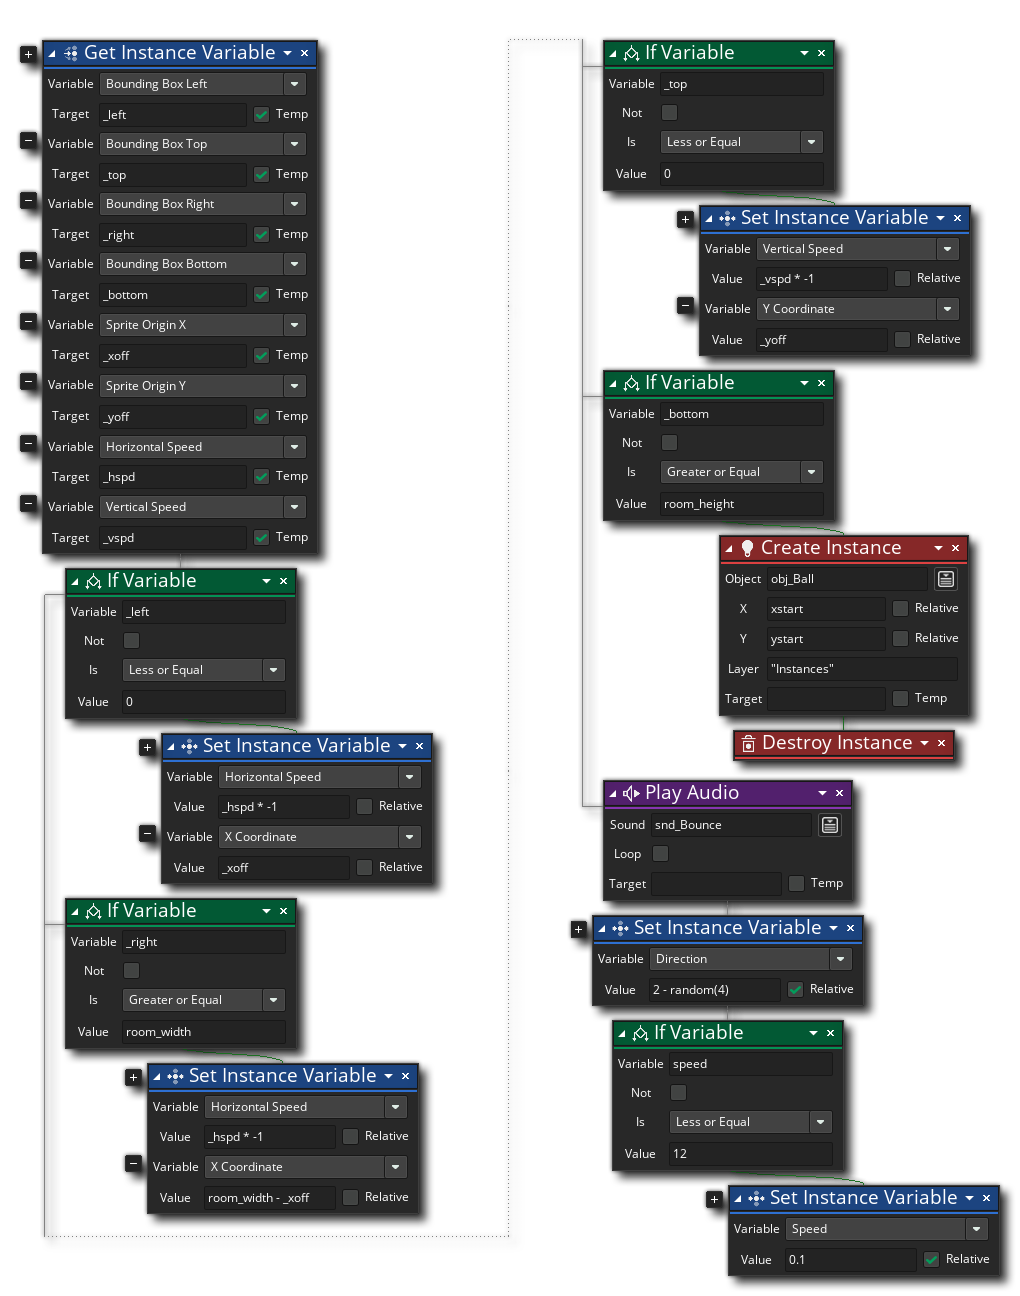 Get Instance Variable
Variable Bounding Box Left
Target _left Temp
Variable Bounding Box Top
Target _top Temp
Variable Bounding Box Right
Target _right Temp
Variable Bounding Box Bottom
Target _bottom Temp
Variable Sprite Origin X
Target _xoff Temp
Variable Sprite Origin Y
Target _yoff Temp
Variable Horizontal Speed
Target _hspd Temp
Variable Vertical Speed
Target _vspd Temp
If Variable
Variable _left
Not
Is Less or Equal
Value 0
Set Instance Variable
Variable Horizontal Speed
Value _hspd * -1 Relative
Variable X Coordinate
Value _xoff Relative
If Variable
Variable _right
Not
Is Greater or Equal
Value room_width
Set Instance Variable
Variable Horizontal Speed
Value _hspd * -1 Relative
Variable X Coordinate
Value room_width - _xoff Relative
If Variable
Variable _top
Not
Is Less or Equal
Value 0
Set Instance Variable
Variable Vertical Speed
Value _vspd * -1 Relative
Variable Y Coordinate
Value _yoff Relative
If Variable
Variable _bottom
Not
Is Greater or Equal
Value room_height
Create Instance
Object obj_Ball
X xstart Relative
Y ystart Relative
Layer "Instances"
Target Temp
Destroy Instance
Play Audio
Sound snd_Bounce
Loop
Target Temp
Set Instance Variable
Variable Direction
Value 2 - random(4) Relative
If Variable
Variable speed
Not
Is Less or Equal
Value 12
Set Instance Variable
Variable Speed
Value 0.1 Relative